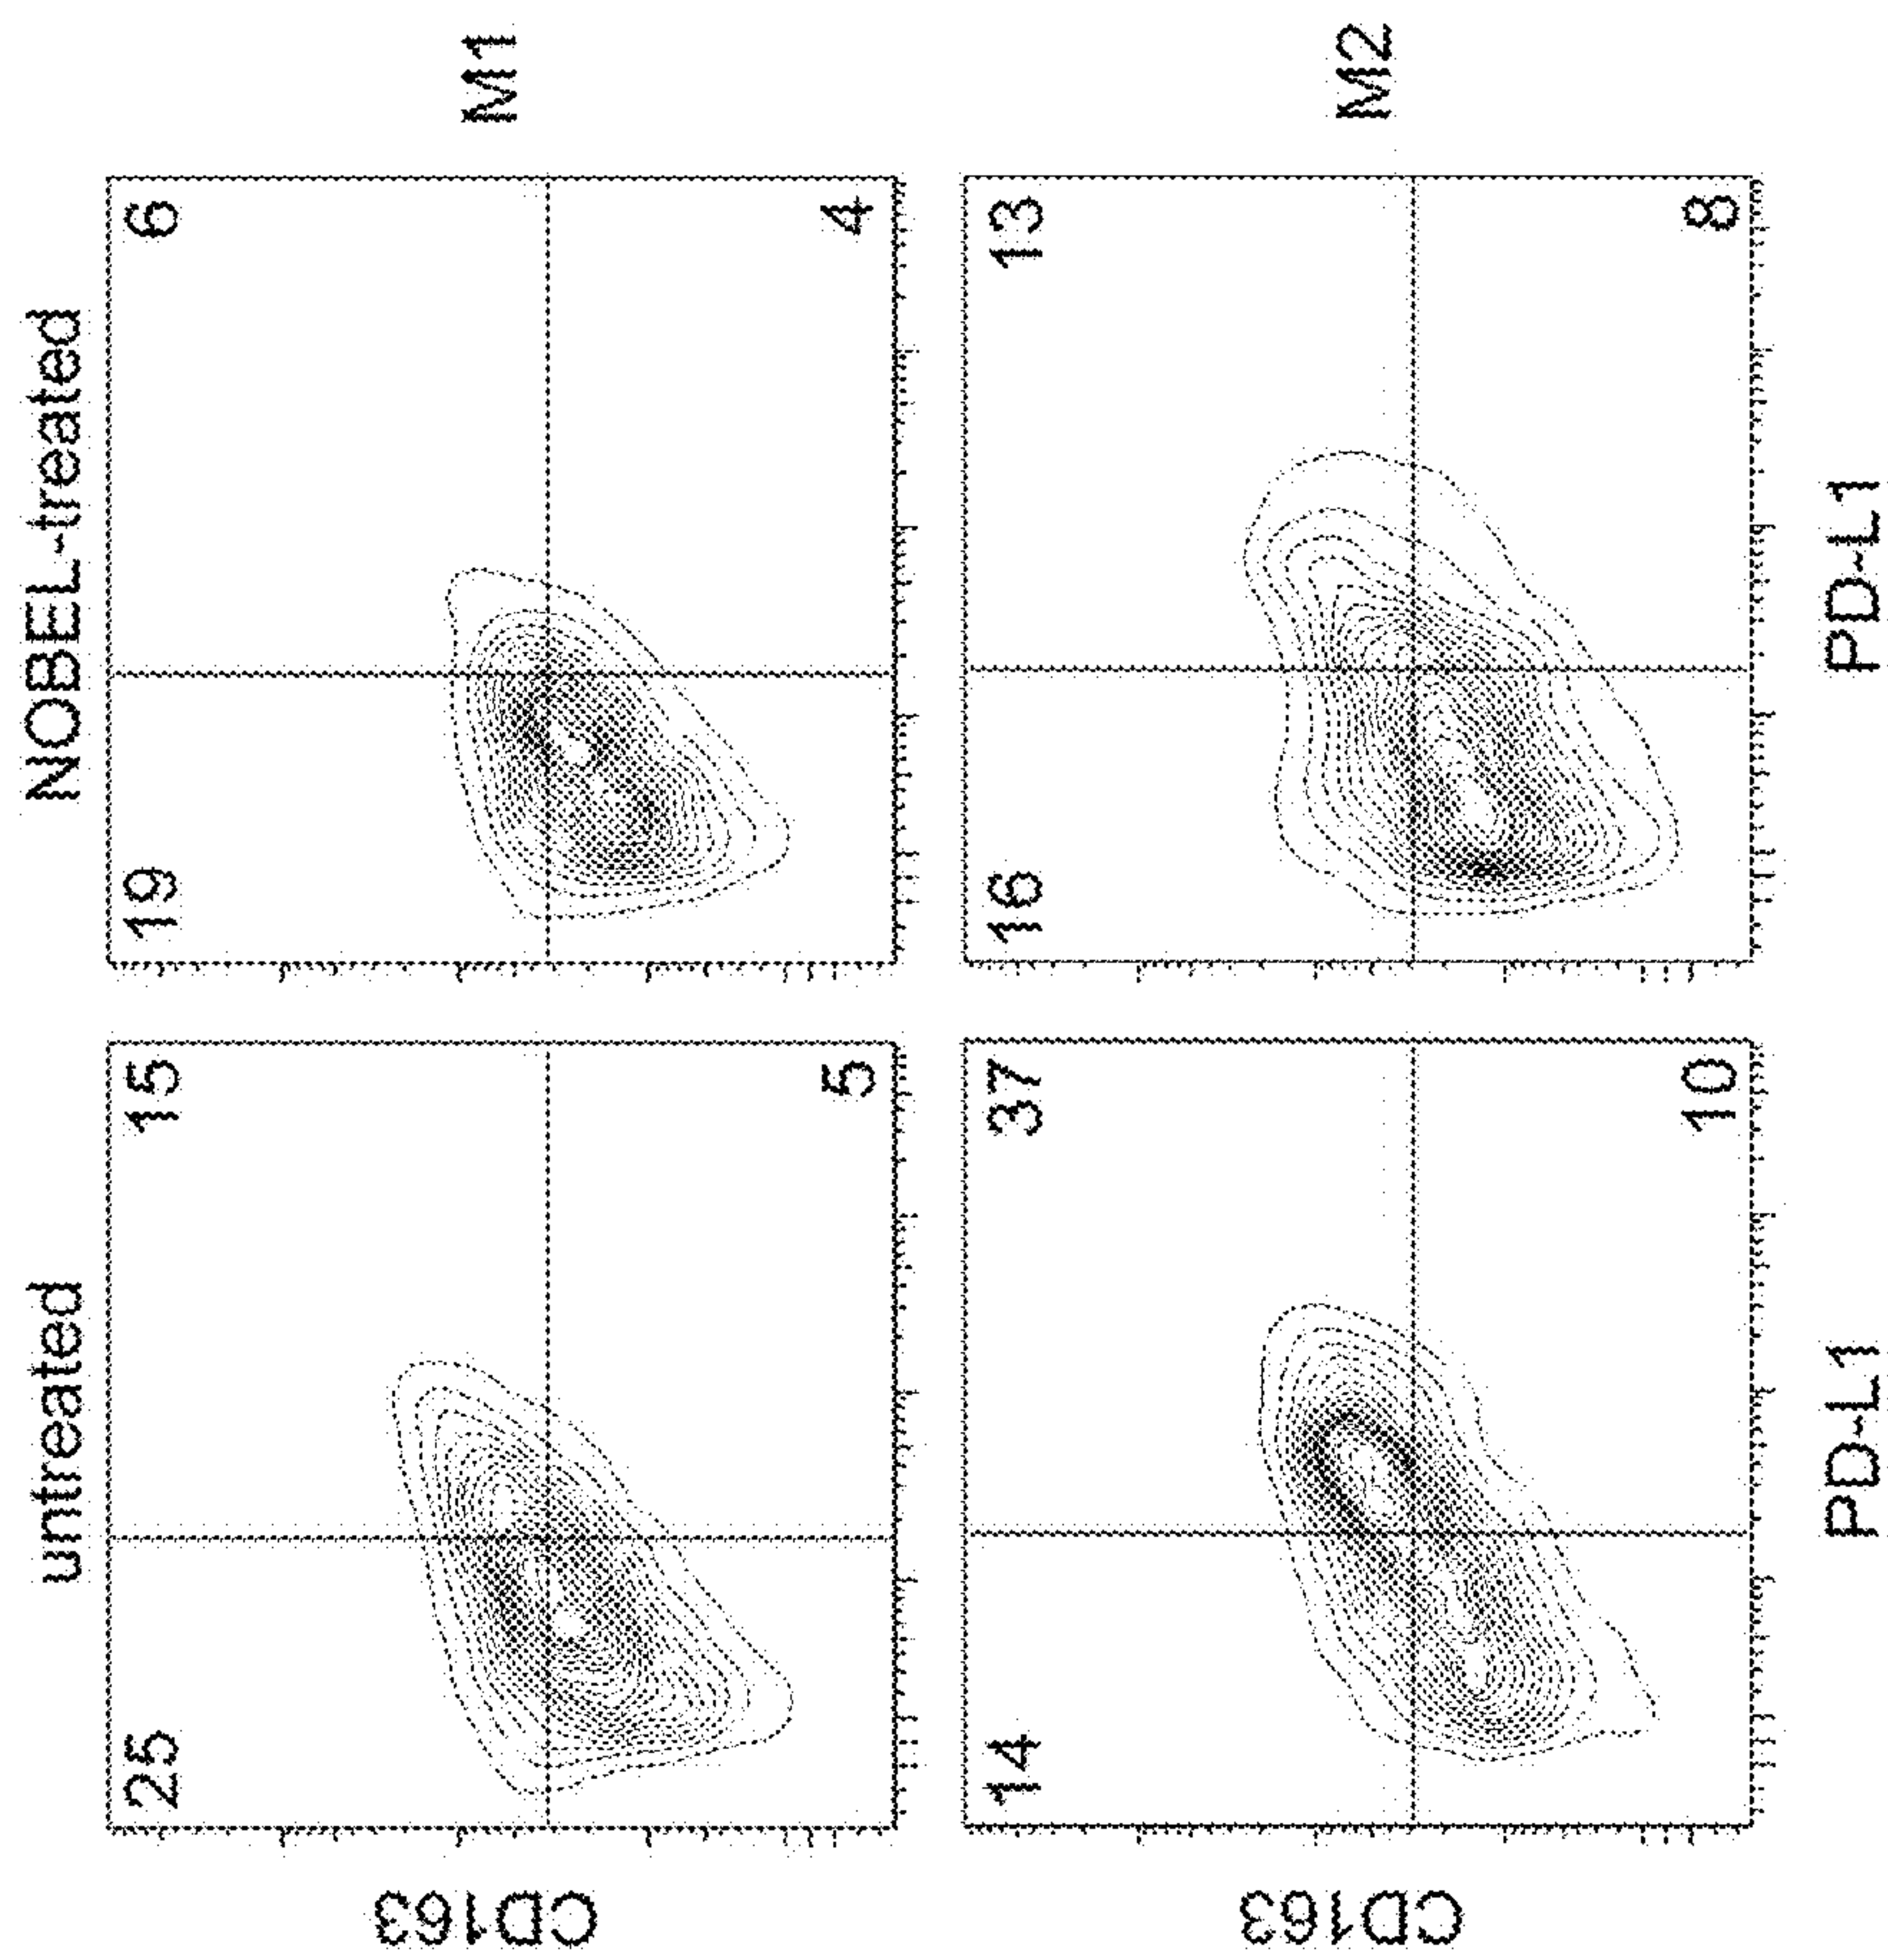 untreated NOBEL-treated
CD163 25 15 19 6 M1
5 4
CD163 14 37 16 13 M2
10 8
PD-L1 PD-L1